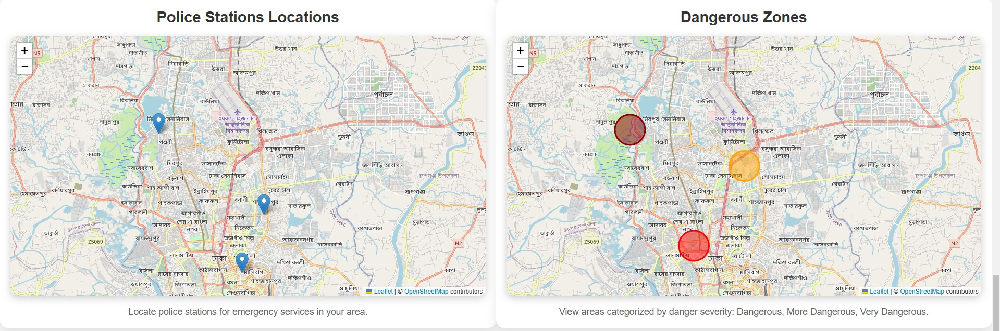 Police Stations Locations
+
−
N5
সাধুপাড়া
পাড়াগাঁও
উত্তর খান
খাগান
দামপাড়া
দিয়াবাড়ি
উত্তরা
আজমপুর
Z204
আকরান
দক্ষিণ খান
পূর্বাচল
বিরুলিয়া
বাউনিয়া
ভার
রাজাসন
সাদুল্লাপুর
সেনানিবাস
হযরত শাহজালাল
আন্তর্জাতিক
বিমানবন্দর
খিলক্ষেত
ডুমনী
কাঞ্চন
পল্লবী
কুর্মিটোলা
বসুন্ধরা আবাসিক
এলাকা
ক টাউন
বনগ্রাম
মিরপুর
ভাসানটেক
জলসিঁড়ি আবাসন
নবাবেরবাগ
ঢাকা সেনানিবাস
সোলমাইদ
রূপগঞ্জ উপজেলা
বড়বাগ
বেরাইদ
কাউন্দিয়া
শাহ আলী বাগ
নুরের চালা
হেমায়েতপুর
বলিয়ারপুর
ইব্রাহিমপুর
রূপগঞ্জ
ইসাকাবাদ
পাইকপাড়া
কাফরুল
বনানী
সাতারকুল
গাবতলী
আগারগাঁও
মহাখালী
ঢাকা জেলা
শের-এ-বাংলা
নগর
আদাবর
নিকেতন
কায়েতপাড়া
মুড়াপাড়া
সাভার উপজেলা
ভাকুর্তা
Z5069
রামচন্দ্রপুর
তেজগাঁও শিল্প
এলাকা
আফতাবনগর
দাসেরকান্দি
N2
লালমাটিয়া
ঢাকা
দক্ষিণ বনশ্রী
বসিলা
রায়ের বাজার
কাঠালবাগান
মালিবাগ
বরপা
ওয়াশপুর
জিগাতলা
রমনা
শাহজাহানপুর
দক্ষিণগাঁও
আমুলিয়া
সেগুনবাগিচা
Leaflet | © OpenStreetMap contributors
Locate police stations for emergency services in your area.
Dangerous Zones
+
−
N5
সাধুপাড়া
পাড়াগাঁও
উত্তর খান
খাগান
দামপাড়া
দিয়াবাড়ি
উত্তরা
আজমপুর
Z204
আকরান
দক্ষিণ খান
পূর্বাচল
বিরুলিয়া
বাউনিয়া
ভার
রাজাসন
সাদুল্লাপুর
মিরপুর সেনানিবাস
হযরত শাহজালাল
আন্তর্জাতিক
বিমানবন্দর
খিলক্ষেত
ডুমনী
কাঞ্চন
পল্লবী
কুর্মিটোলা
বসুন্ধরা আবাসিক
এলাকা
ক টাউন
বনগ্রাম
মিরপুর
ভাসানটেক
জলসিঁড়ি আবাসন
নবাবেরবাগ
ঢাকা সেনানিবাস
সোলমাইদ
রূপগঞ্জ উপজেলা
বড়বাগ
বেরাইদ
কাউন্দিয়া
শাহ আলী বাগ
নুরের চালা
হেমায়েতপুর
বলিয়ারপুর
ইব্রাহিমপুর
রূপগঞ্জ
ইসাকাবাদ
পাইকপাড়া
কাফরুল
বনানী
শাহজাদপুর
সাতারকুল
গাবতলী
আগারগাঁও
মহাখালী
ঢাকা জেলা
শের-এ-বাংলা
নগর
আদাবর
নিকেতন
কায়েতপাড়া
মুড়াপাড়া
সাভার উপজেলা
ভাকুর্তা
Z5069
রামচন্দ্রপুর
তেজগাঁও শিল্প
এলাকা
আফতাবনগর
দাসেরকান্দি
N2
লালমাটিয়া
ঢাকা
নয়াটোলা
দক্ষিণ বনশ্রী
বসিলা
রায়ের বাজার
কাঠালবাগান
মালিবাগ
বরপা
ওয়াশপুর
জিগাতলা
রমনা
শাহজাহানপুর
দক্ষিণগাঁও
আমুলিয়া
সেগুনবাগিচা
Leaflet | © OpenStreetMap contributors
View areas categorized by danger severity: Dangerous, More Dangerous, Very Dangerous.